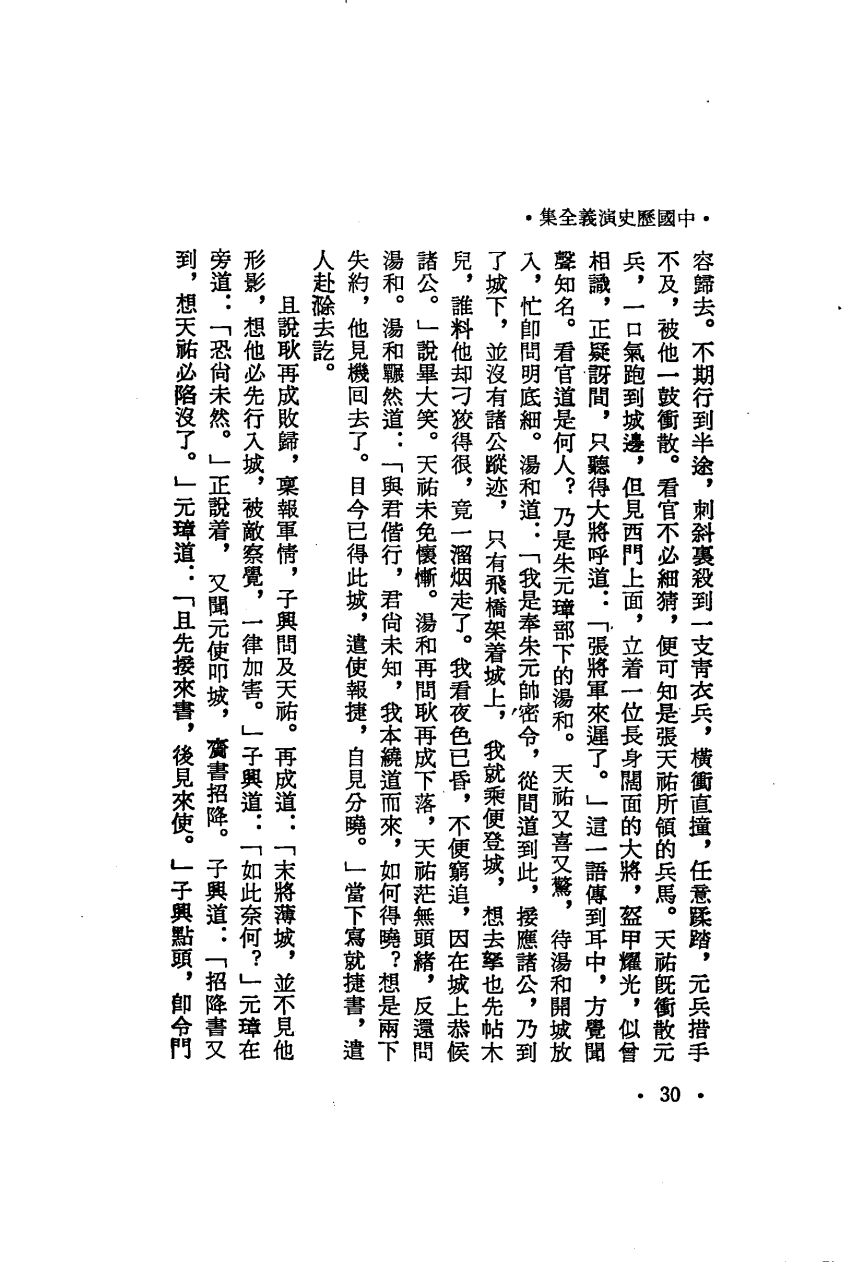 •中國歷史演義全集•
容歸去。不期行到半途，刺斜裏殺到一支靑衣兵，橫衝直撞，任意蹂踏，元兵措手
不及，被他一鼓衝散。看官不必細猜，便可知是張天祐所領的兵馬。天祐旣衝散元
兵，一口氣跑到城邊，但見西門上面，立着一位長身闊面的大將，盔甲耀光，似曾
相識，正疑訝間，只聽得大將呼道：「張將軍來遲了。」這一語傳到耳中，方覺聞
聲知名。看官道是何人？乃是朱元璋部下的湯和。天祐又喜又驚，待湯和開城放
入，忙卽問明底細。湯和道：「我是奉朱元帥密令，從間道到此，接應諸公，乃到
了城下，並沒有諸公蹤迹，只有飛橋架着城上，我就乘便登城，想去拏也先帖木
兒，誰料他却刁狡得很，竟一溜烟走了。我看夜色已昏，不便窮追，因在城上恭候
諸公。」說畢大笑。天祐未免懷慚。湯和再問耿再成下落，天祐茫無頭緒，反還問
湯和。湯和囅然道：「與君偕行，君尙未知，我本繞道而來，如何得曉？想是兩下
失約，他見機回去了。目今已得此城，遣使報捷，自見分曉。」當下寫就捷書，遣
人赴滁去訖。
且說耿再成敗歸，稟報軍情，子興問及天祐。再成道：「末將薄城，並不見他
形影，想他必先行入城，被敵察覺，一律加害。」子興道：「如此奈何？」元璋在
旁道：「恐尙未然。」正說着，又聞元使叩城，齎書招降。子興道：「招降書又
到，想天祐必陷沒了。」元璋道：「且先接來書，後見來使。」子興點頭，卽令門
•30•